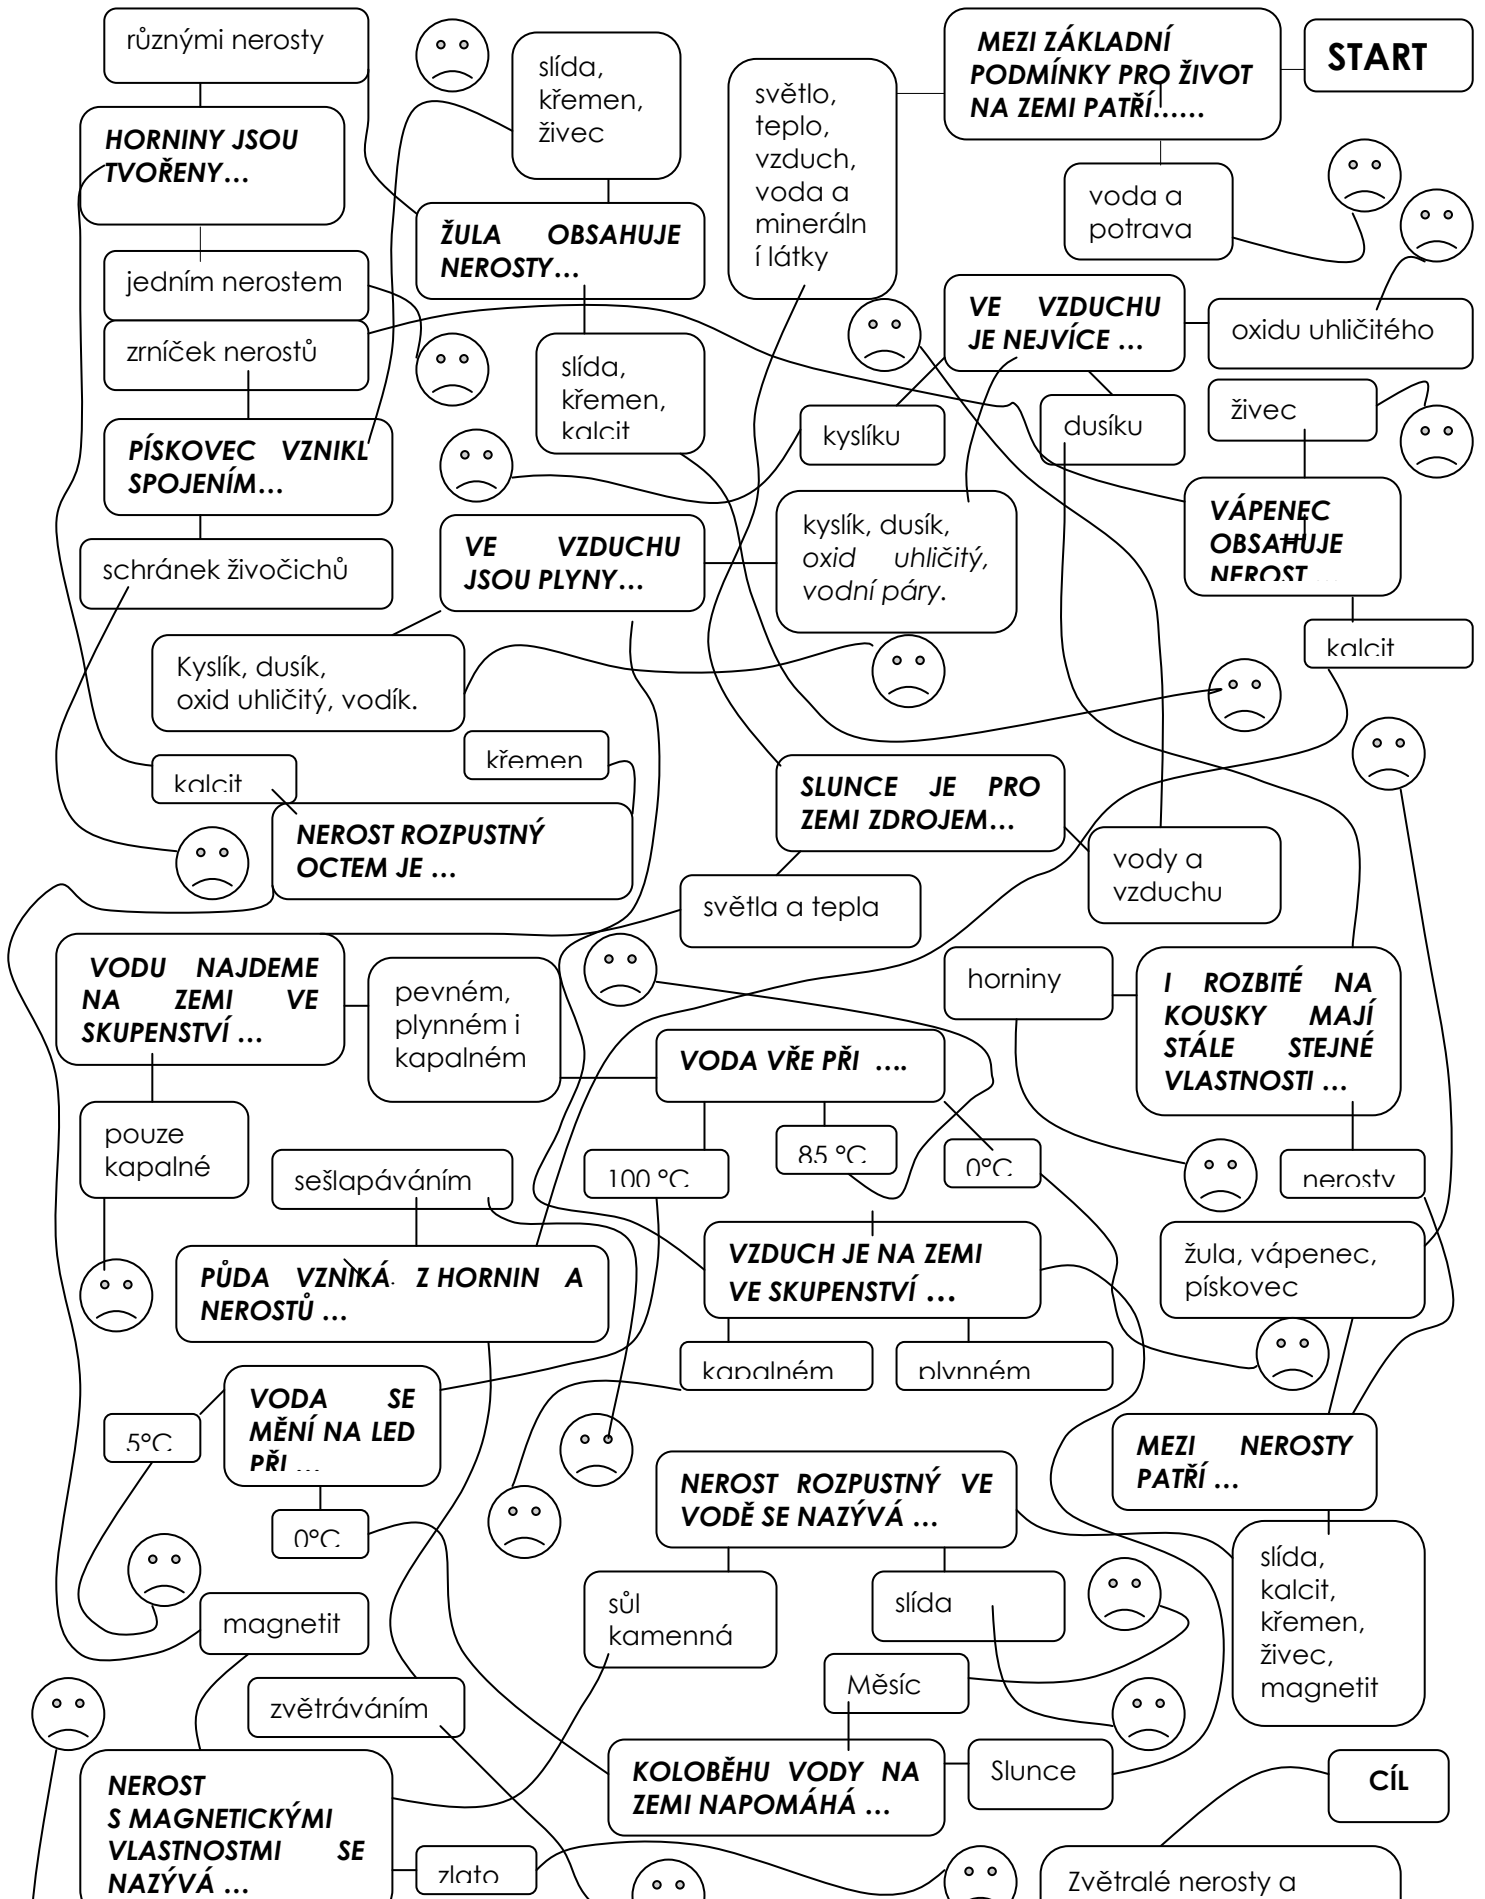 různými nerosty
slída,
křemen,
živec
MEZI ZÁKLADNÍ
PODMÍNKY PRO ŽIVOT
NA ZEMI PATŘÍ……
START
světlo,
teplo,
vzduch,
voda a
mineráln
í látky
HORNINY JSOU
TVOŘENY…
voda a
potrava
ŽULA OBSAHUJE
NEROSTY…
jedním nerostem
zrníček nerostů
VE VZDUCHU
JE NEJVÍCE …
oxidu uhličitého
slída,
křemen,
kalcit
živec
kyslíku
dusíku
PÍSKOVEC VZNIKL
SPOJENÍM…
VÁPENEC
OBSAHUJE
NEROST …
kyslík, dusík,
oxid uhličitý,
vodní páry.
VE VZDUCHU
JSOU PLYNY…
schránek živočichů
kalcit
Kyslík, dusík,
oxid uhličitý, vodík.
křemen
kalcit
SLUNCE JE PRO
ZEMI ZDROJEM…
NEROST ROZPUSTNÝ
OCTEM JE …
vody a
vzduchu
světla a tepla
VODU NAJDEME
NA ZEMI VE
SKUPENSTVÍ …
pevném,
plynném i
kapalném
horniny
I ROZBITÉ NA
KOUSKY MAJÍ
STÁLE STEJNÉ
VLASTNOSTI …
VODA VŘE PŘI ….
pouze
kapalné
sešlapáváním
100 °C
85 °C
0°C
nerosty
VZDUCH JE NA ZEMI
VE SKUPENSTVÍ …
žula, vápenec,
pískovec
PŮDA VZNIKÁ. Z HORNIN A
NEROSTŮ …
kapalném
plynném
VODA SE
MĚNÍ NA LED
PŘI …
5°C
MEZI NEROSTY
PATŘÍ …
NEROST ROZPUSTNÝ VE
VODĚ SE NAZÝVÁ …
0°C
slída,
kalcit,
křemen,
živec,
magnetit
sůl
kamenná
slída
magnetit
Měsíc
zvětráváním
KOLOBĚHU VODY NA
ZEMI NAPOMÁHÁ …
Slunce
CÍL
NEROST
S MAGNETICKÝMI
VLASTNOSTMI SE
NAZÝVÁ …
zlato
Zvětralé nerosty a